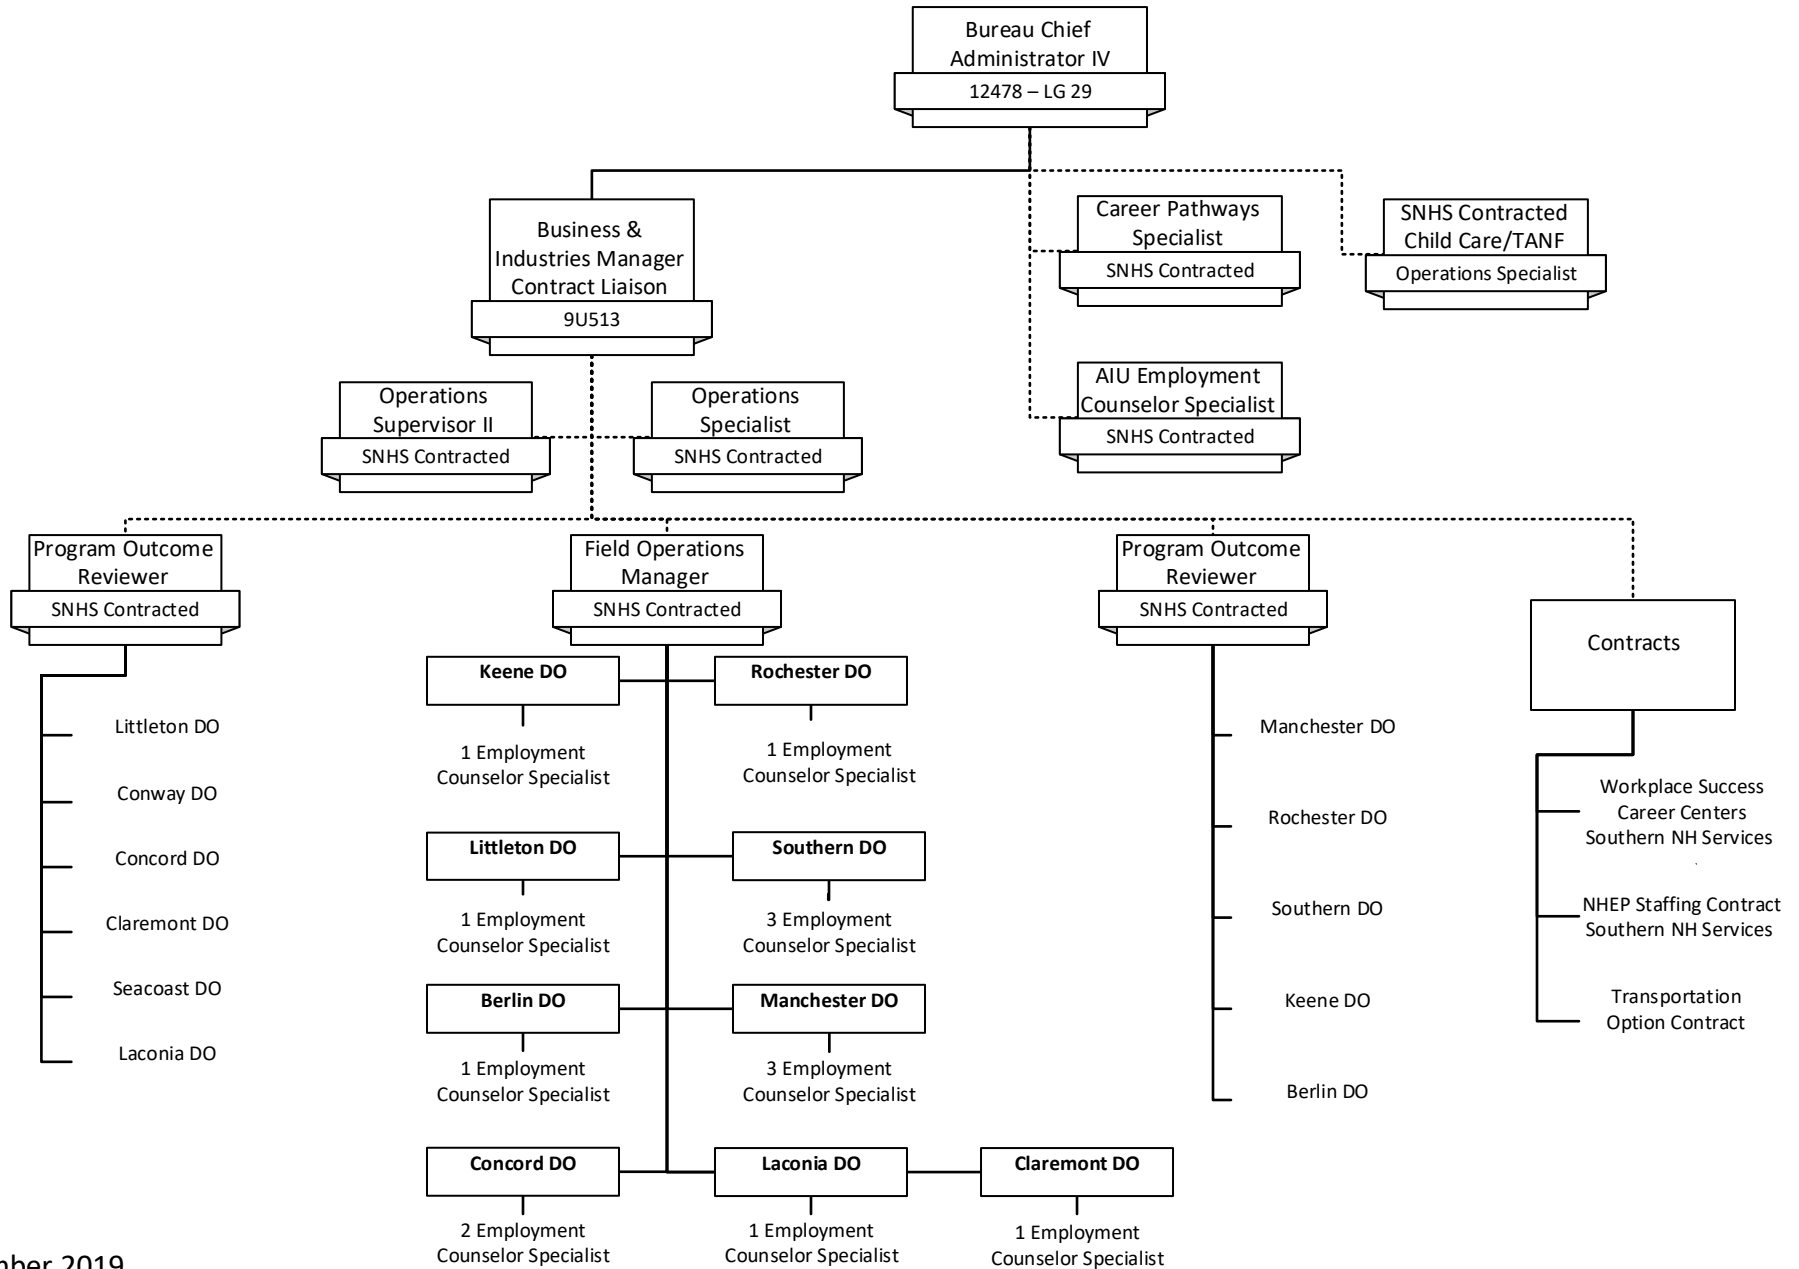 Bureau Chief
Administrator IV
12478 – LG 29
Business &
Industries Manager
Contract Liaison
9U513
Career Pathways
Specialist
SNHS Contracted
SNHS Contracted
Child Care/TANF
Operations Specialist
AIU Employment
Counselor Specialist
SNHS Contracted
Operations
Supervisor II
SNHS Contracted
Operations
Specialist
SNHS Contracted
Program Outcome
Reviewer
SNHS Contracted
Littleton DO
Conway DO
Concord DO
Claremont DO
Seacoast DO
Laconia DO
Field Operations
Manager
SNHS Contracted
Keene DO
1 Employment
Counselor Specialist
Rochester DO
1 Employment
Counselor Specialist
Littleton DO
1 Employment
Counselor Specialist
Southern DO
3 Employment
Counselor Specialist
Berlin DO
1 Employment
Counselor Specialist
Manchester DO
3 Employment
Counselor Specialist
Concord DO
2 Employment
Counselor Specialist
Laconia DO
1 Employment
Counselor Specialist
Claremont DO
1 Employment
Counselor Specialist
Program Outcome
Reviewer
SNHS Contracted
Manchester DO
Rochester DO
Southern DO
Keene DO
Berlin DO
Contracts
Workplace Success
Career Centers
Southern NH Services
NHEP Staffing Contract
Southern NH Services
Transportation
Option Contract
2019